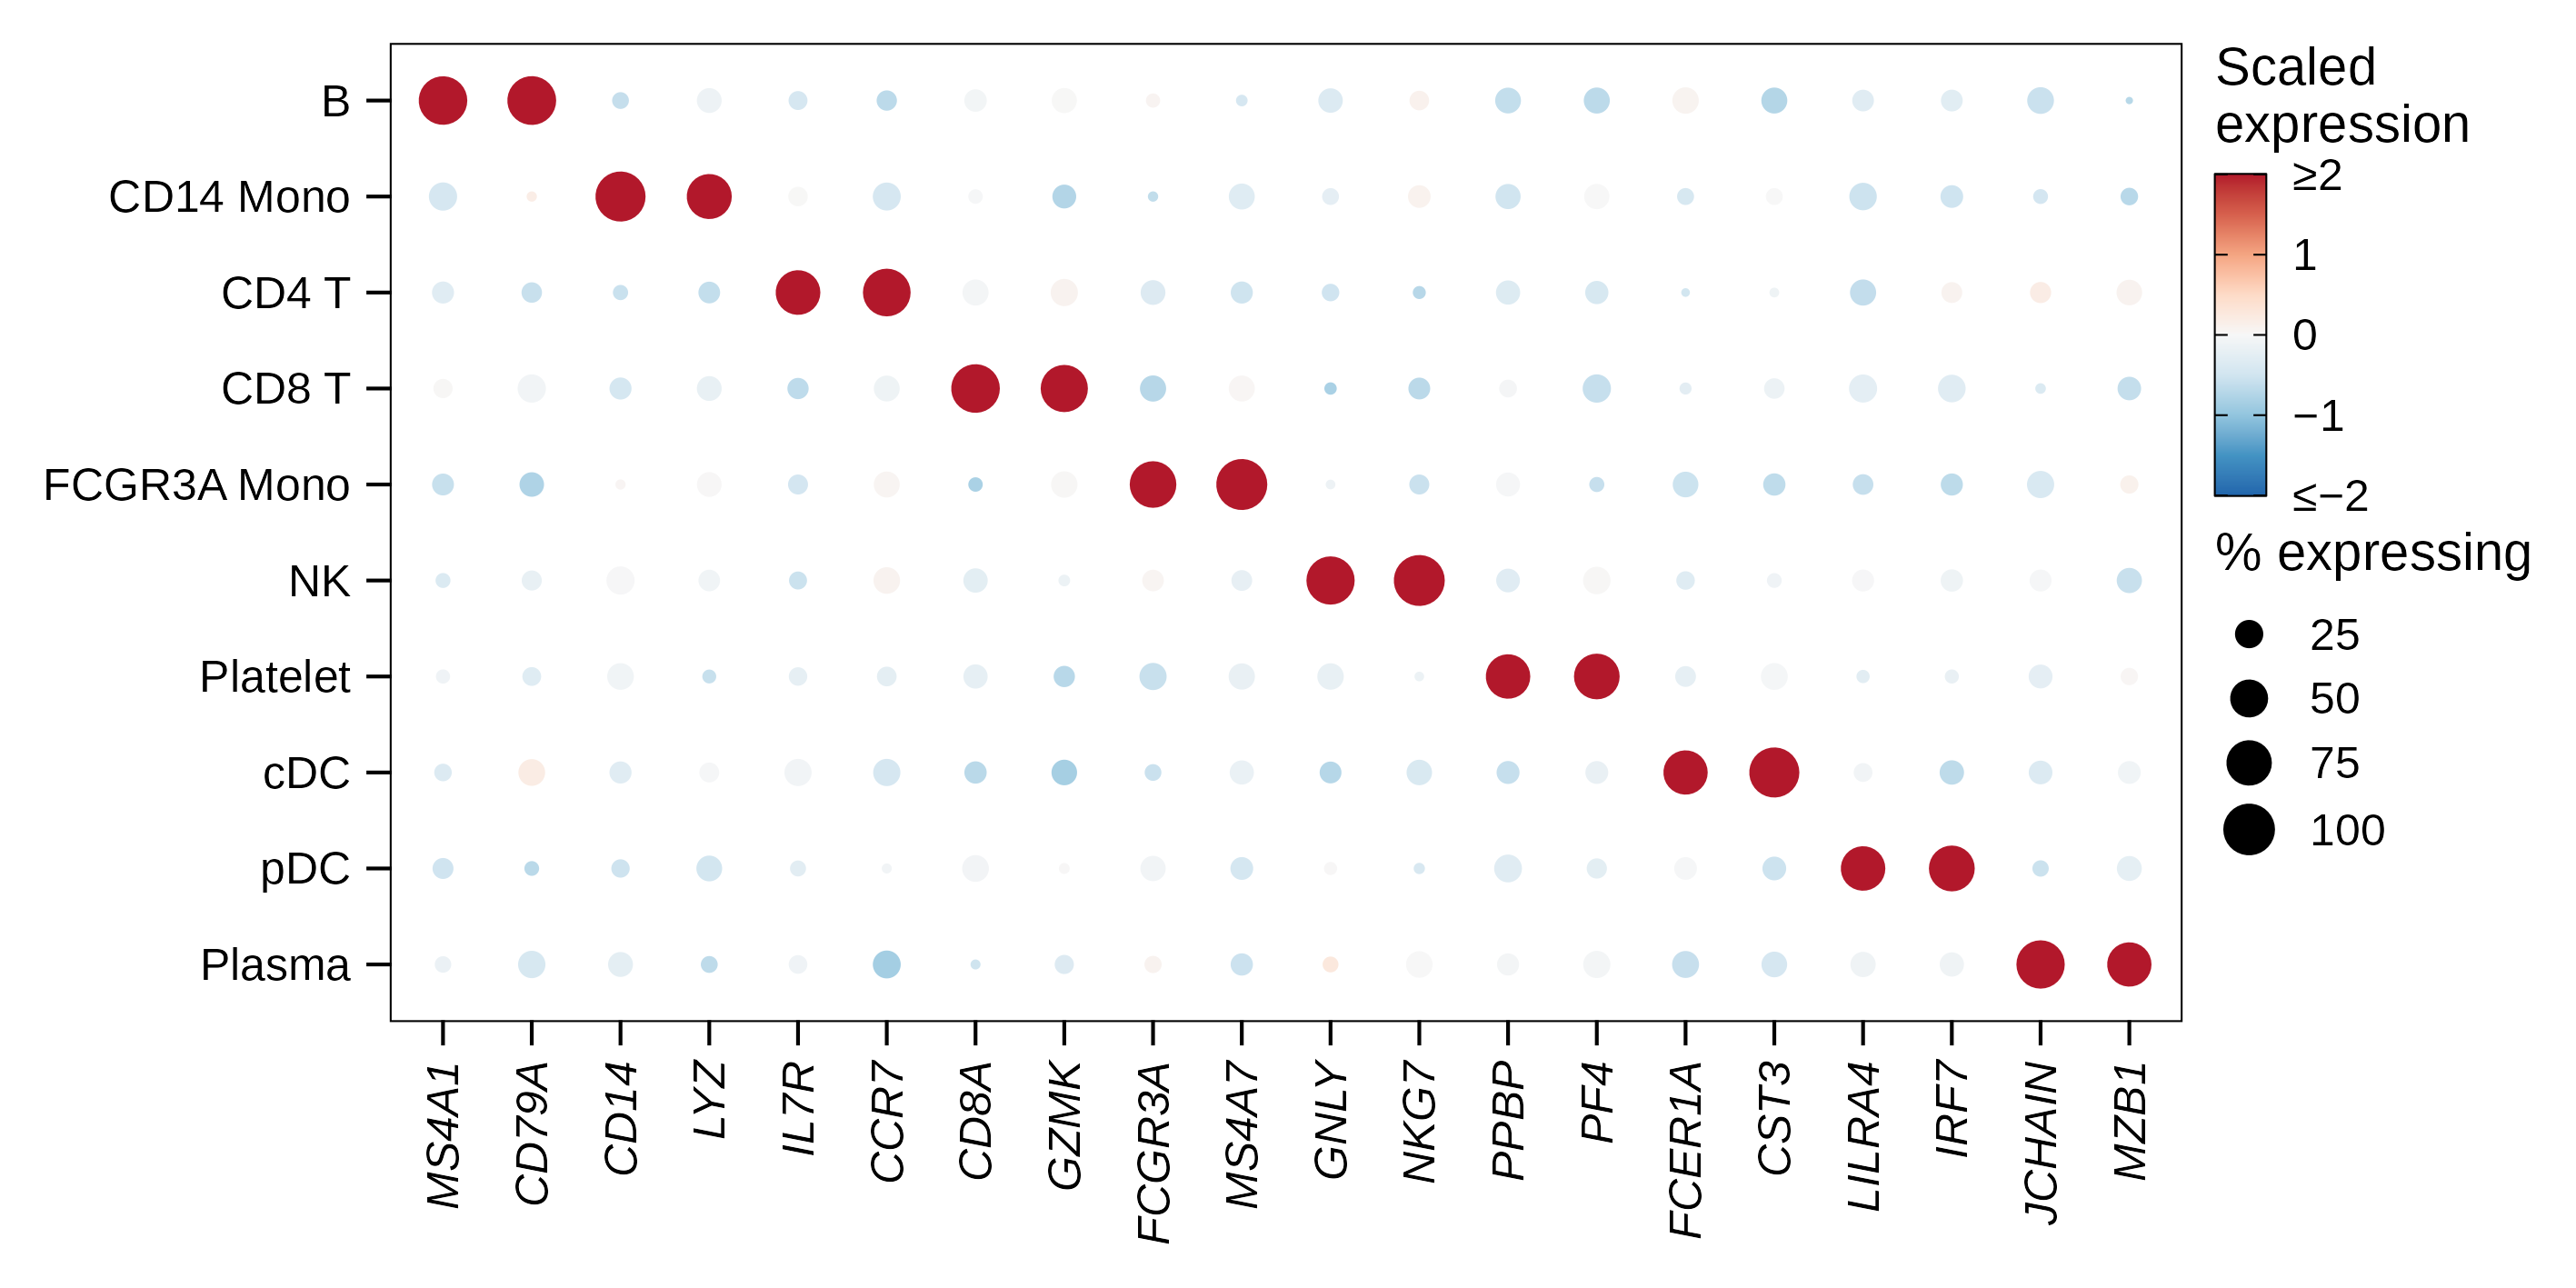 B
CD14 Mono
CD4 T
CD8 T
FCGR3A Mono
NK
Platelet
cDC
pDC
Plasma
MS4A1
CD79A
CD14
LYZ
IL7R
CCR7
CD8A
GZMK
FCGR3A
MS4A7
GNLY
NKG7
PPBP
PF4
FCER1A
CST3
LILRA4
IRF7
JCHAIN
MZB1
Scaled
expression
≥2
1
0
−1
≤−2
% expressing
25
50
75
100